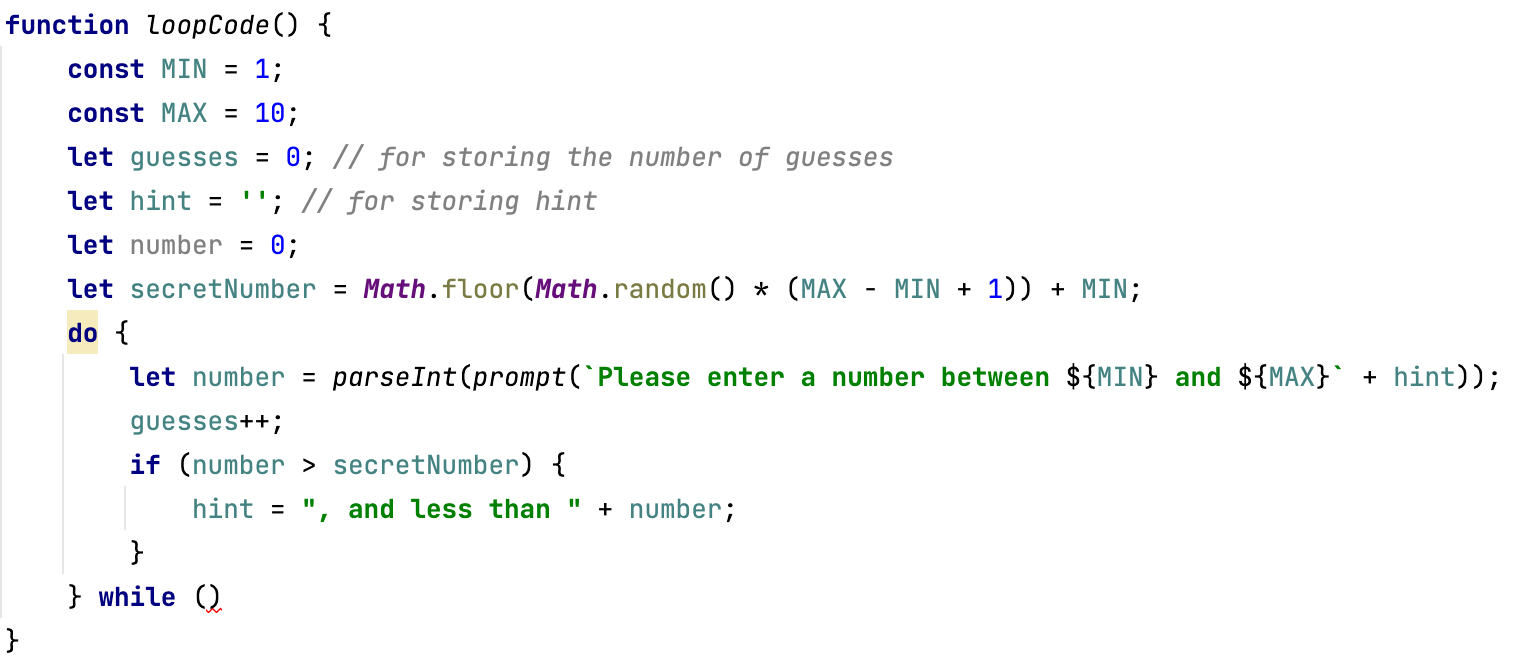 function loopCode() {
    const MIN = 1;
    const MAX = 10;
    let guesses = 0; // for storing the number of guesses
    let hint = ''; // for storing hint
    let number = 0;
    let secretNumber = Math.floor(Math.random() * (MAX - MIN + 1)) + MIN;
    do {
        let number = parseInt(prompt(`Please enter a number between ${MIN} and ${MAX}` + hint));
        guesses++;
        if (number > secretNumber) {
            hint = ", and less than " + number;
        }
    } while ()
}